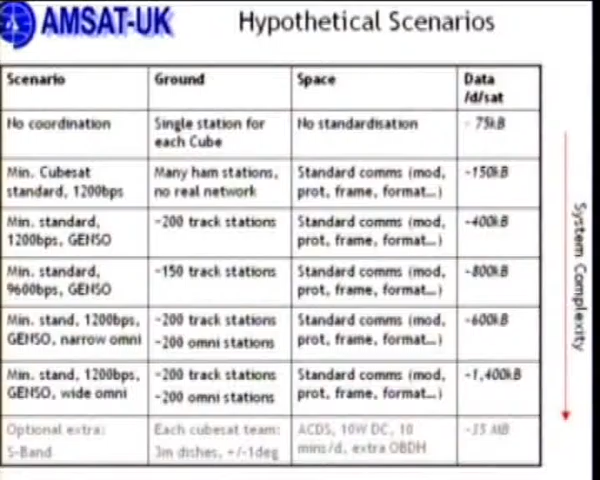 AMSAT-UK
Hypothetical Scenarios
Scenario Ground Space Data
/d/sat
No coordination Single station for No standardisation ~ 75kB
each Cube
Min. Cubesat Many ham stations, Standard comms (mod, ~150kB
standard, 1200bps no real network prot, frame, format…)
Min. standard, ~200 track stations Standard comms (mod, ~400kB
1200bps, GENSO prot, frame, format…)
Min. standard, ~150 track stations Standard comms (mod, ~800kB
9600bps, GENSO prot, frame, format…)
Min. stand, 1200bps, ~200 track stations Standard comms (mod, ~600kB
GENSO, narrow omni ~200 omni stations prot, frame, format…)
Min. stand, 1200bps, ~200 track stations Standard comms (mod, ~1,400kB
GENSO, wide omni ~200 omni stations prot, frame, format…)
Optional extra: Each cubesat team: ACDS, 10W DC, 10 ~35 MB
S-Band 3m dishes, +/-1deg mins/d, extra OBDH
System Complexity